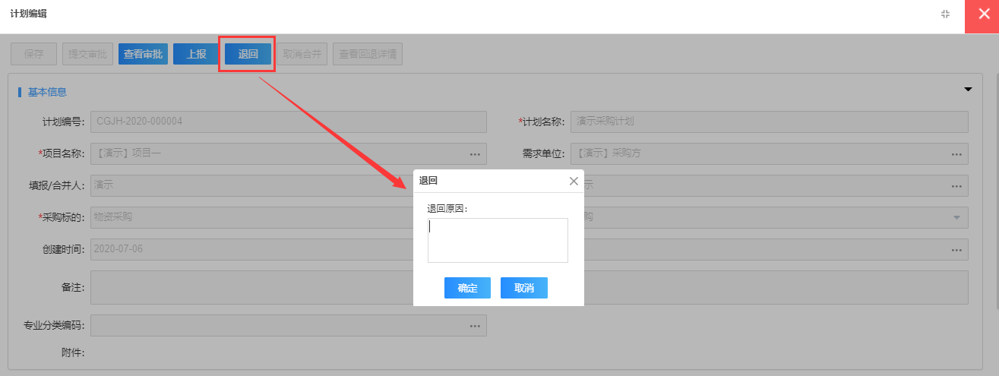 计划编辑
保存 提交审批 查看审批 上报 退回 取消合并 查看回退详情
基本信息
计划编号: CGJH-2020-000004 *计划名称: 演示采购计划
*项目名称: 【演示】项目一 ... 需求单位: 【演示】采购方 ...
填报/合并人: 演示 示 ...
*采购标的: 物资采购 购
创建时间: 2020-07-06 ...
备注:
专业分类编码: ...
附件:
退回
退回原因:
确定 取消